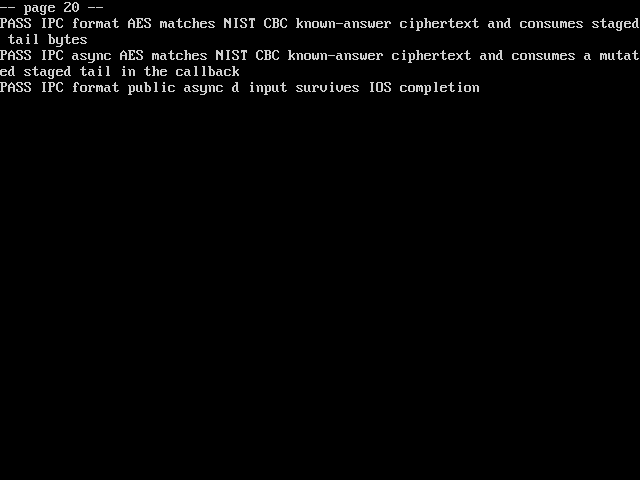 -- page 20 --
PASS IPC format AES matches NIST CBC known-answer ciphertext and consumes staged
 tail bytes
PASS IPC async AES matches NIST CBC known-answer ciphertext and consumes a mutat
ed staged tail in the callback
PASS IPC format public async d input survives IOS completion